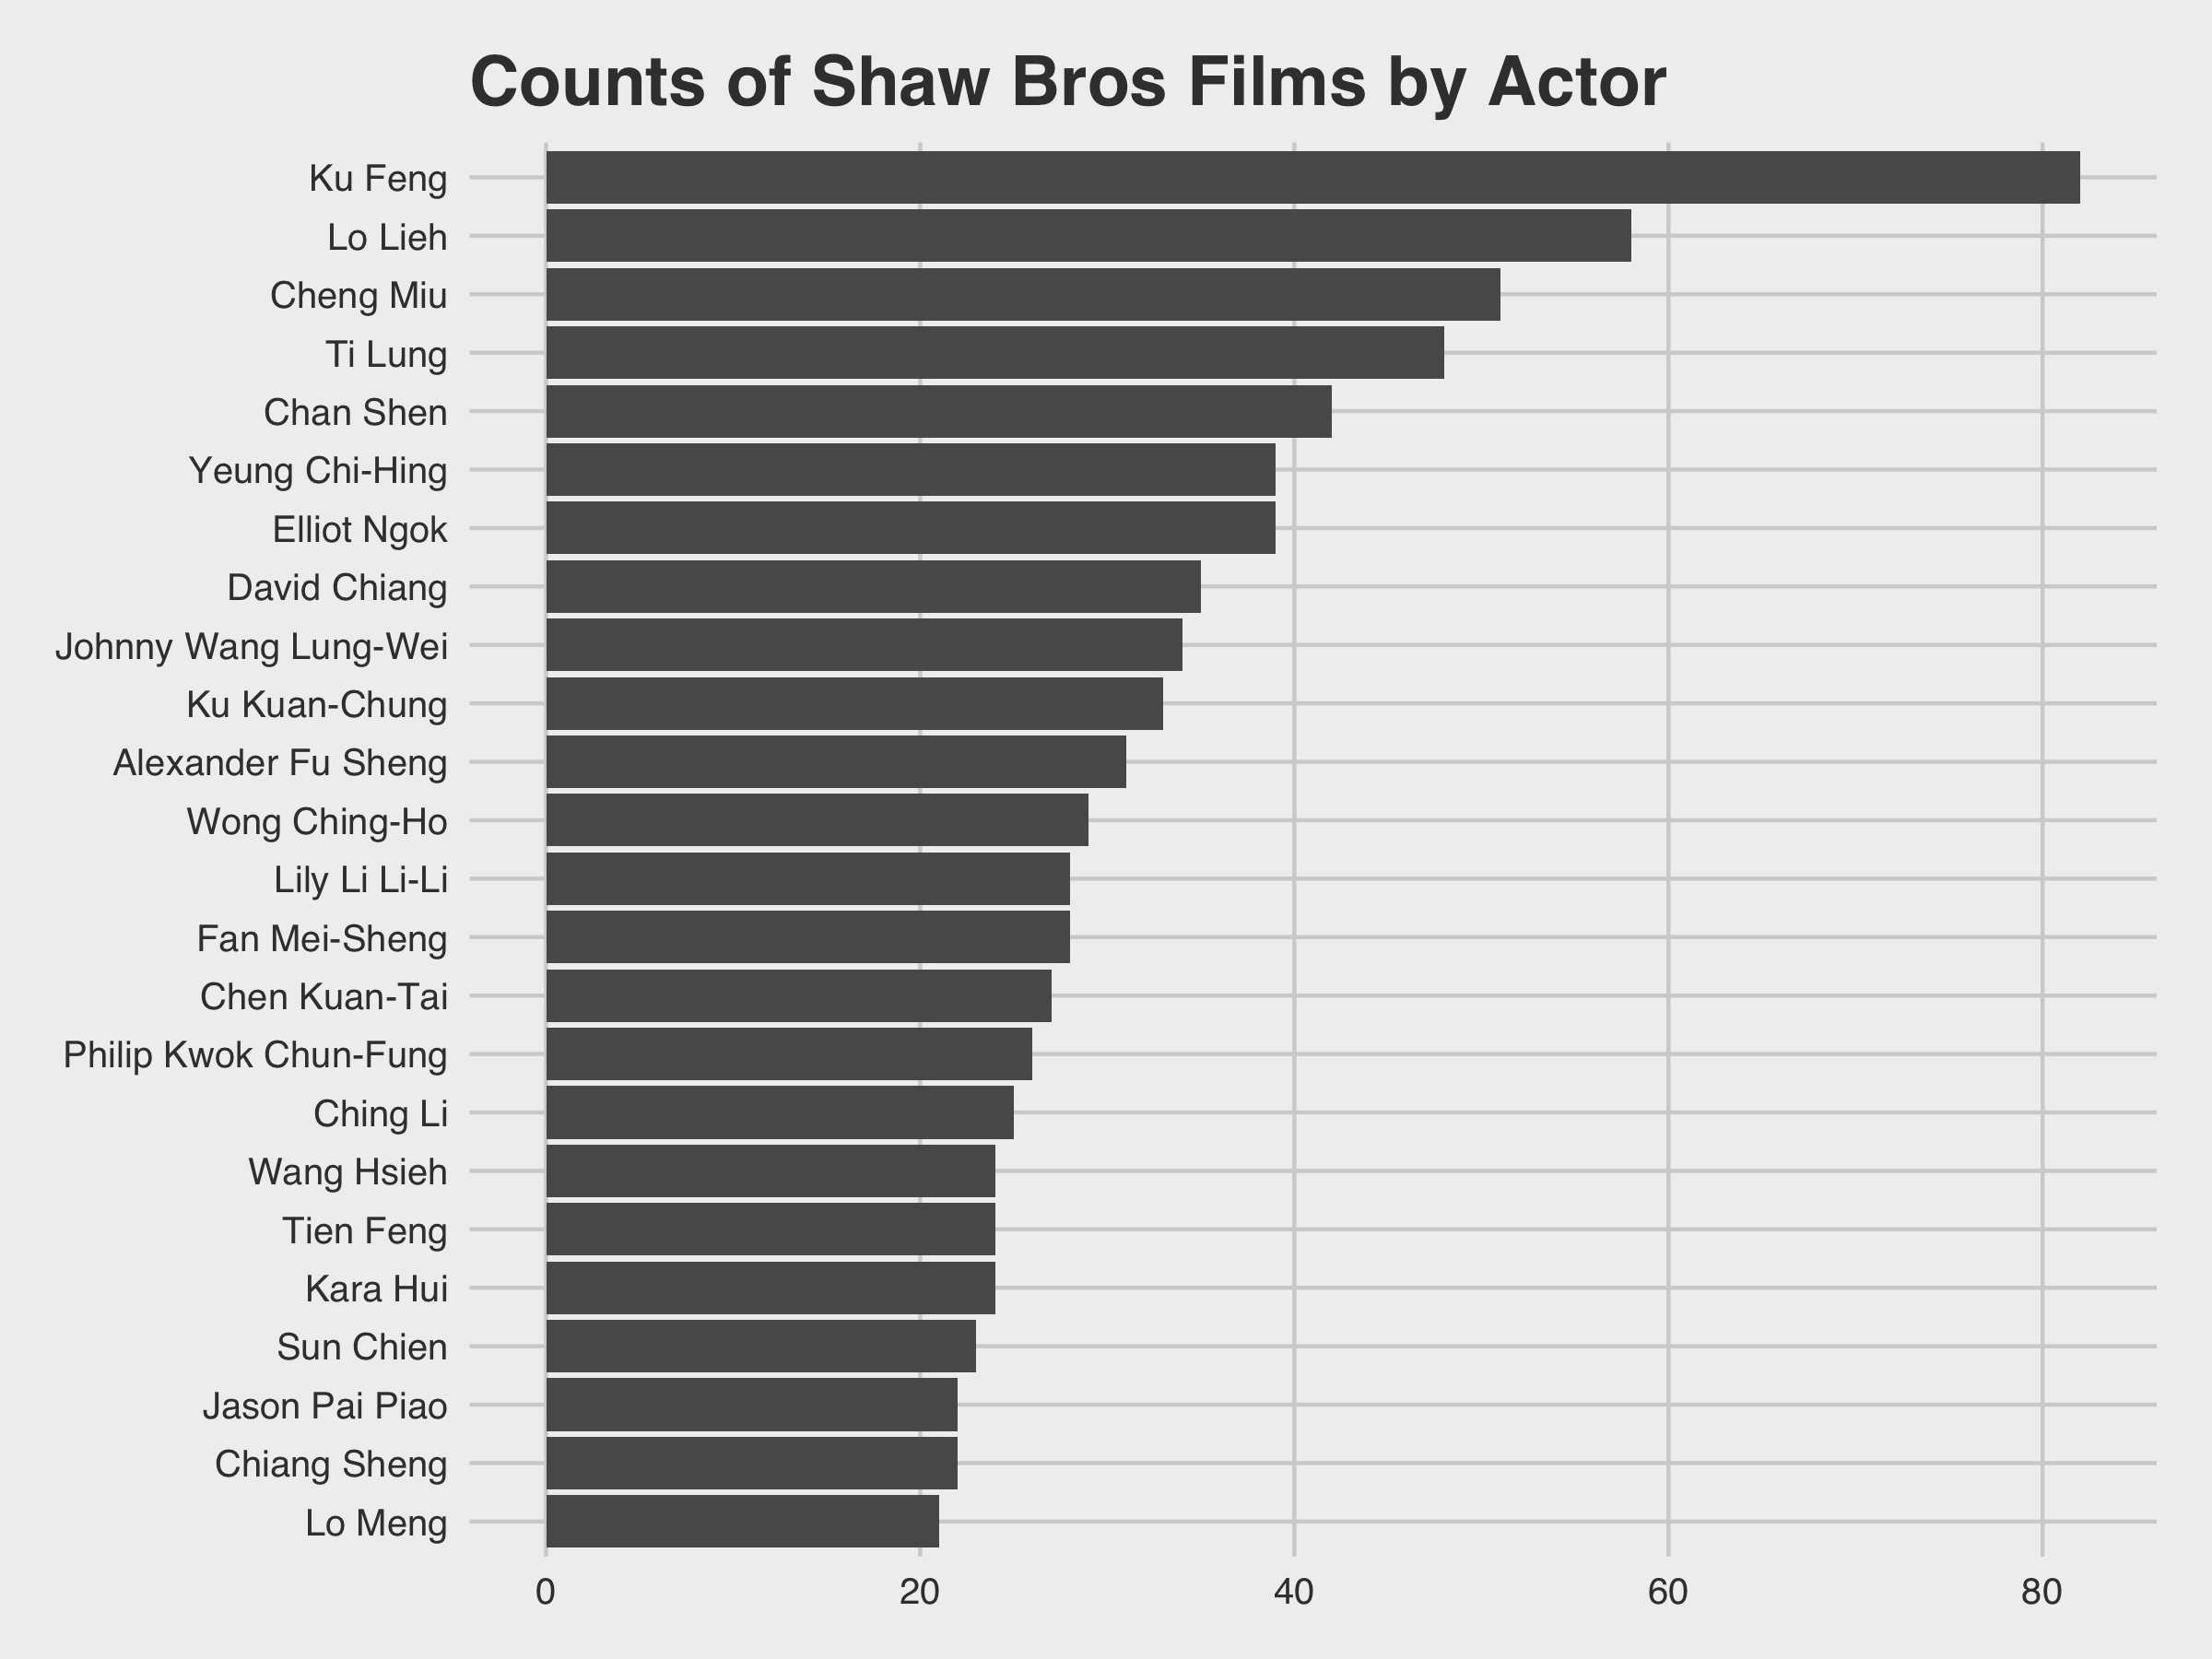 Counts of Shaw Bros Films by Actor
Ku Feng
Lo Lieh
Cheng Miu
Ti Lung
Chan Shen
Yeung Chi-Hing
Elliot Ngok
David Chiang
Johnny Wang Lung-Wei
Ku Kuan-Chung
Alexander Fu Sheng
Wong Ching-Ho
Lily Li Li-Li
Fan Mei-Sheng
Chen Kuan-Tai
Philip Kwok Chun-Fung
Ching Li
Wang Hsieh
Tien Feng
Kara Hui
Sun Chien
Jason Pai Piao
Chiang Sheng
Lo Meng
0 20 40 60 80